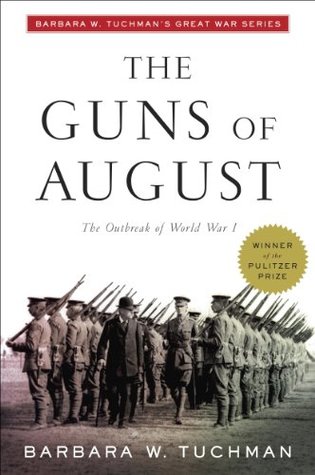 BARBARA W. TUCHMAN'S GREAT WAR SERIES
THE
GUNS OF
AUGUST
The Outbreak of World War I
WINNER
of the
PULITZER
PRIZE
BARBARA W. TUCHMAN